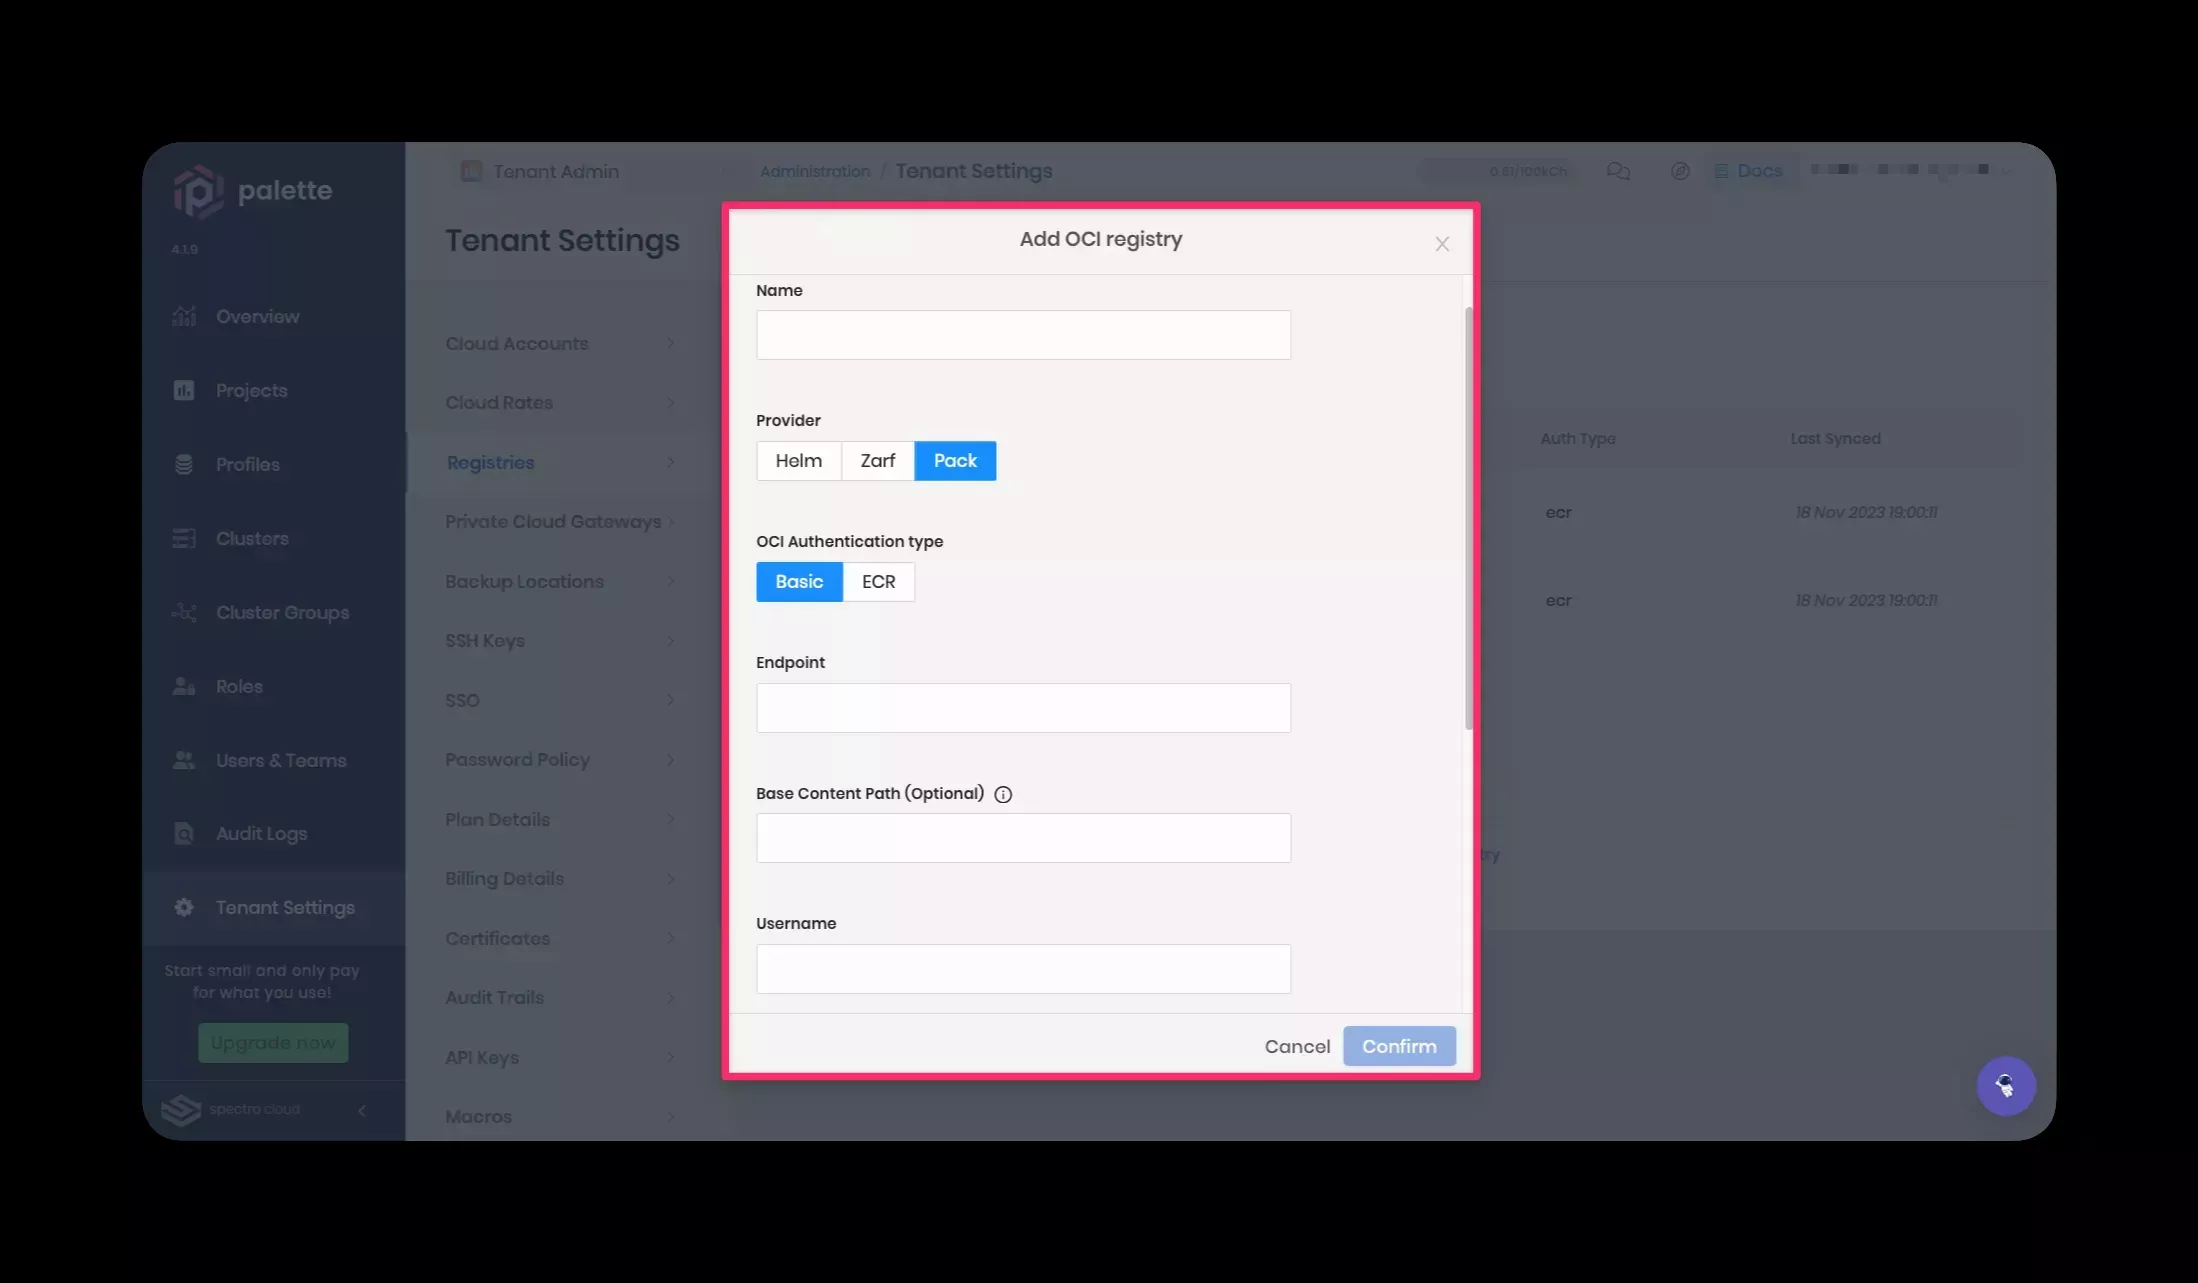 palette
4.1.9
Overview
Projects
Profiles
Clusters
Cluster Groups
Roles
Users & Teams
Audit Logs
Tenant Settings
Start small and only pay
for what you use!
Upgrade now
spectro cloud
Tenant Admin
Administration / Tenant Settings
0.61/100kCh
Docs
Tenant Settings
Cloud Accounts
Cloud Rates
Registries
Private Cloud Gateways
Backup Locations
SSH Keys
SSO
Password Policy
Plan Details
Billing Details
Certificates
Audit Trails
API Keys
Macros
Add OCI registry
Name
Provider
Helm Zarf Pack
OCI Authentication type
Basic ECR
Endpoint
Base Content Path (Optional)
Username
Cancel Confirm
Auth Type Last Synced
ecr 18 Nov 2023 19:00:11
ecr 18 Nov 2023 19:00:11